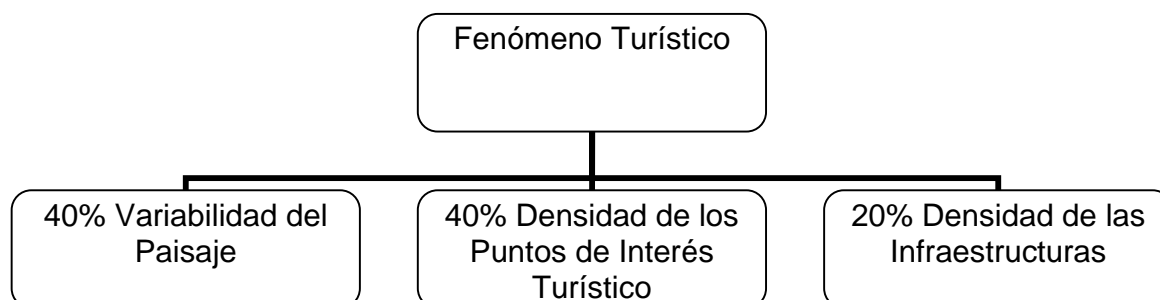 Fenómeno Turístico
40% Variabilidad del
Paisaje
40% Densidad de los
Puntos de Interés
Turístico
20% Densidad de las
Infraestructuras